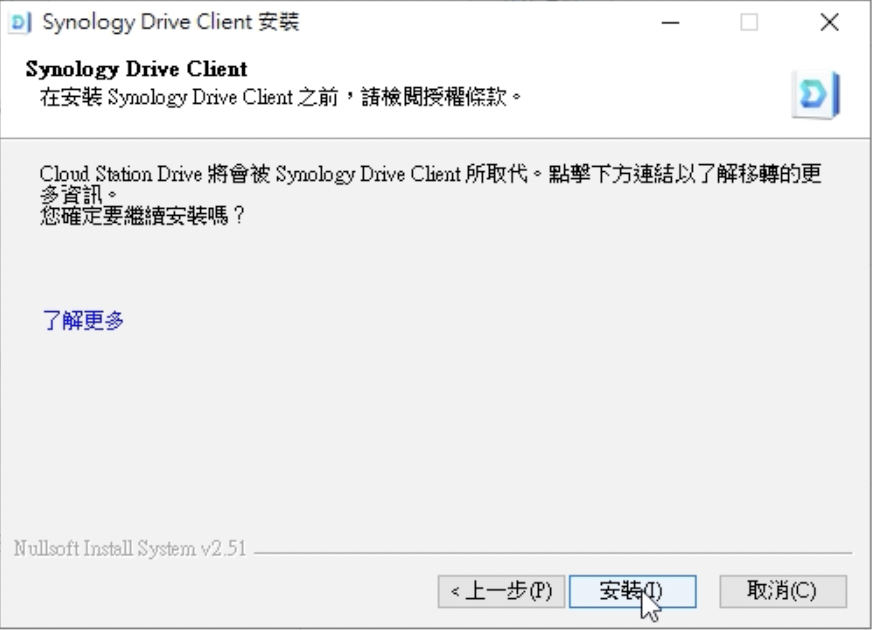 Synology Drive Client 安裝
Synology Drive Client
在安裝 Synology Drive Client 之前，請檢閱授權條款。
Cloud Station Drive 將會被 Synology Drive Client 所取代。點擊下方連結以了解移轉的更
多資訊。
您確定要繼續安裝嗎？
了解更多
Nullsoft Install System v2.51
< 上一步(P)
安裝(I)
取消(C)